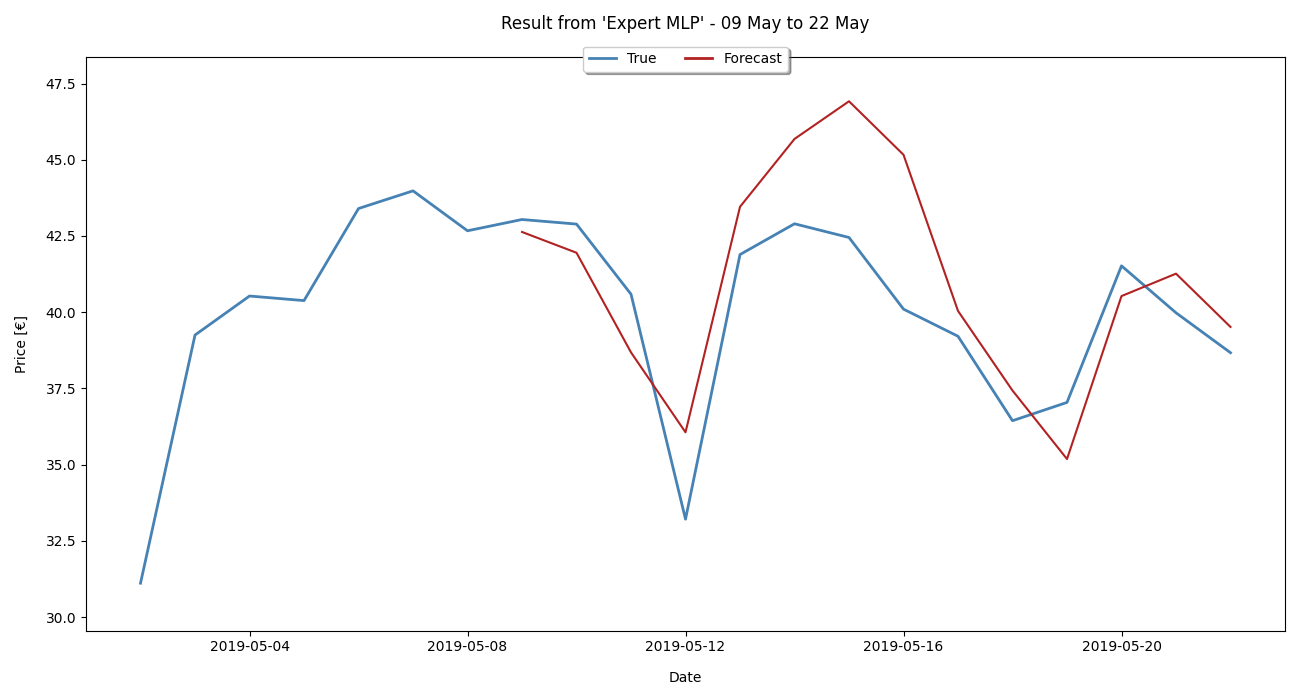 Result from 'Expert MLP' - 09 May to 22 May
True Forecast
Price [€]
47.5
45.0
42.5
40.0
37.5
35.0
32.5
30.0
2019-05-04 2019-05-08 2019-05-12 2019-05-16 2019-05-20
Date